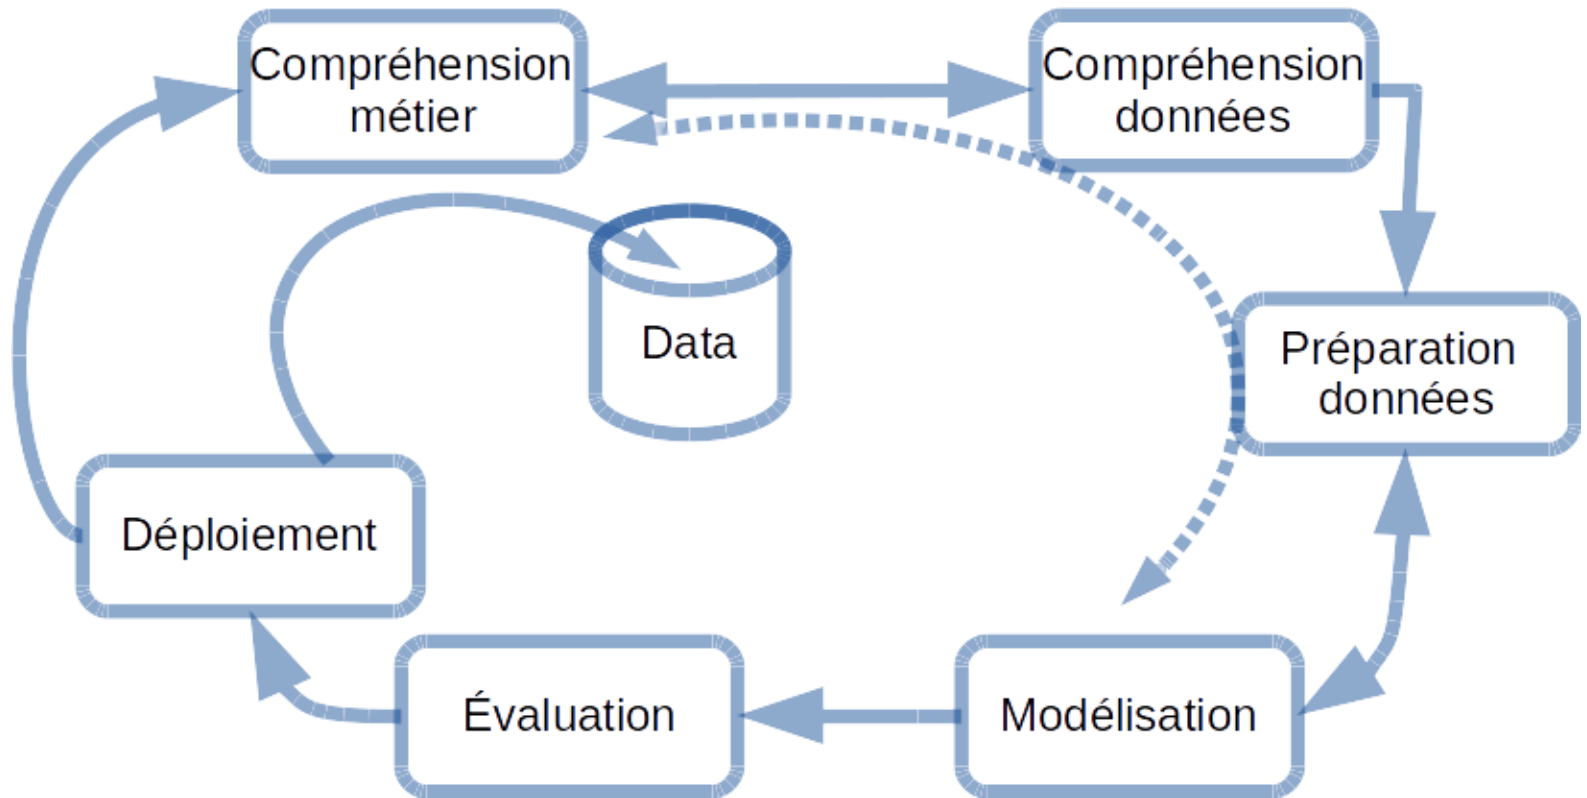 Compréhension
métier
Compréhension
données
Data
Préparation
données
Déploiement
Évaluation
Modélisation